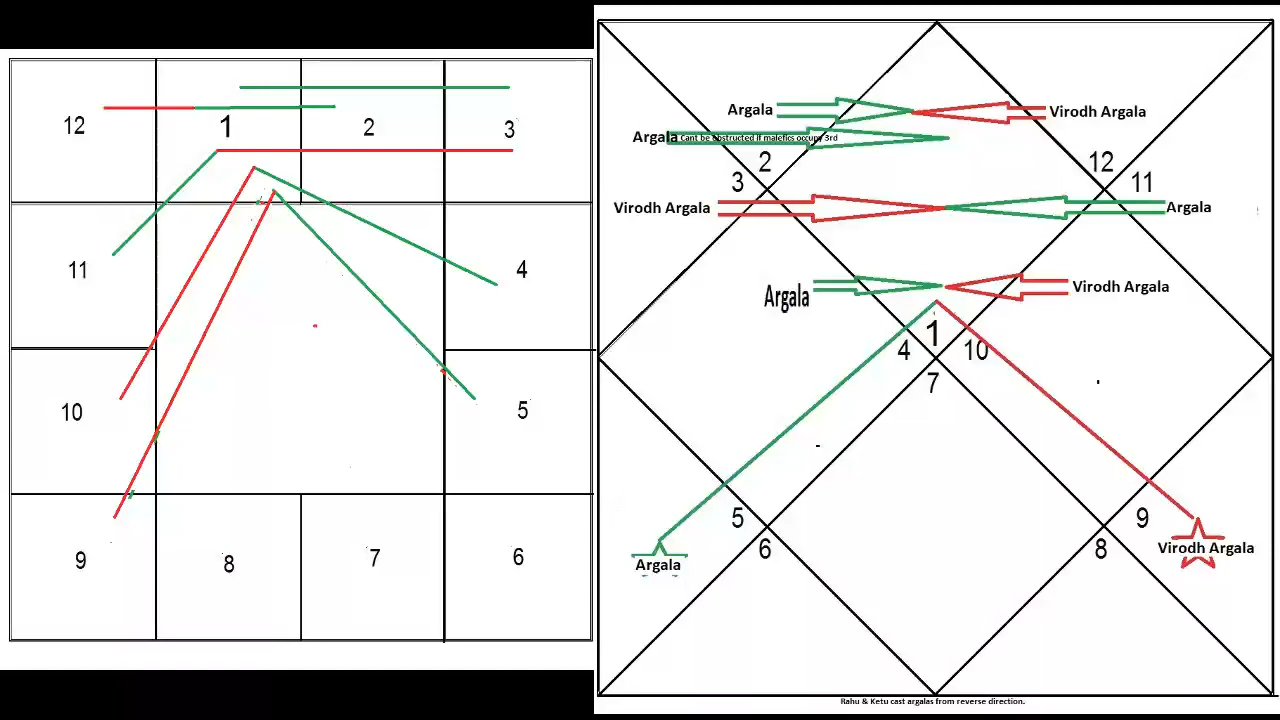 12
1
2
3
11
4
10
5
9
8
7
6
Argala
Virodh Argala
Argala Cant be obstructed if malefics occupy 3rd
2
12
3
11
Virodh Argala
Argala
Argala
Virodh Argala
1
4
10
7
5
9
6
8
Argala
Virodh Argala
Rahu & Ketu cast argalas from reverse direction.